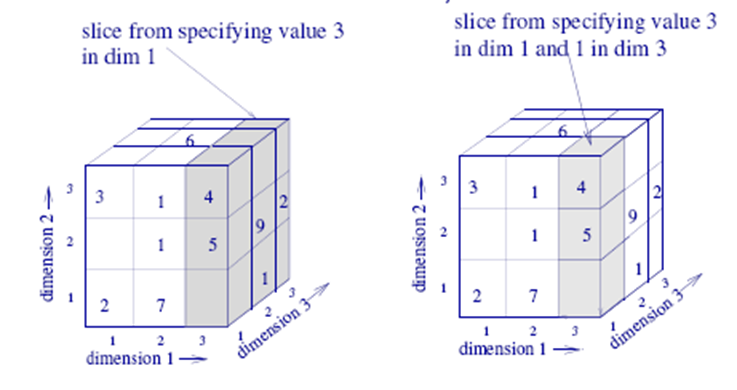 slice from specifying value 3
in dim 1
6
3 1 4
1 5
2 7
9 2
1
3
2
1
dimension 2
1 2 3
dimension 1
1 2 3
dimension 3
slice from specifying value 3
in dim 1 and 1 in dim 3
6
3 1 4
1 5
2 7
9 2
1
3
2
1
dimension 2
1 2 3
dimension 1
1 2 3
dimension 3